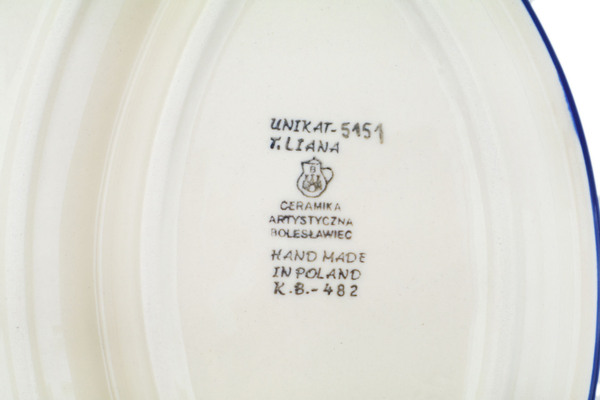 UNIKAT-5151
T. LIANA
CERAMIKA
ARTYSTYCZNA
BOLESŁAWIEC
HAND MADE
IN POLAND
K.B.-482